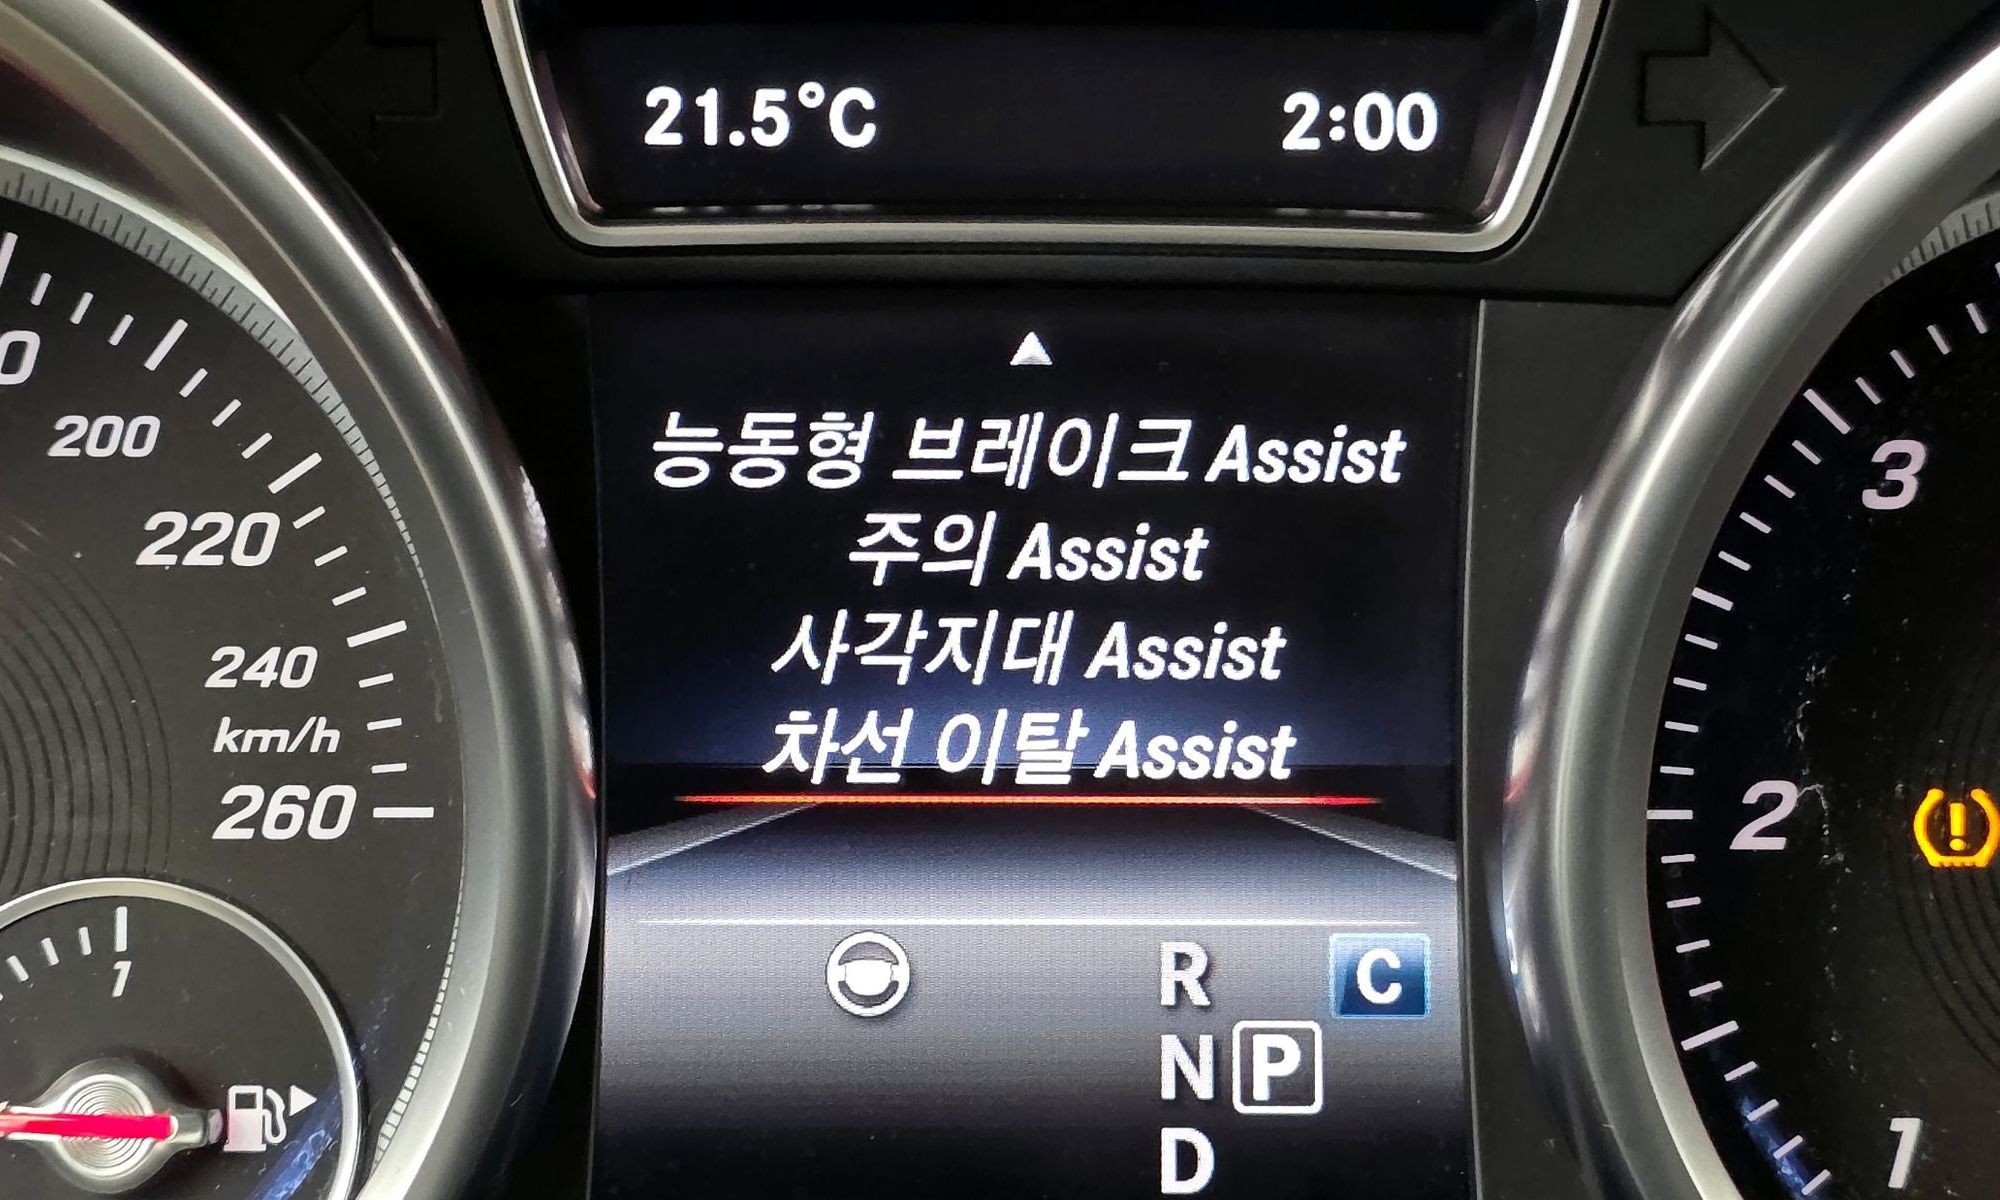 21.5°C 2:00
능동형 브레이크 Assist
주의 Assist
사각지대 Assist
차선 이탈 Assist
R C
N P
D
200
220
240
km/h
260
1
3
2
1